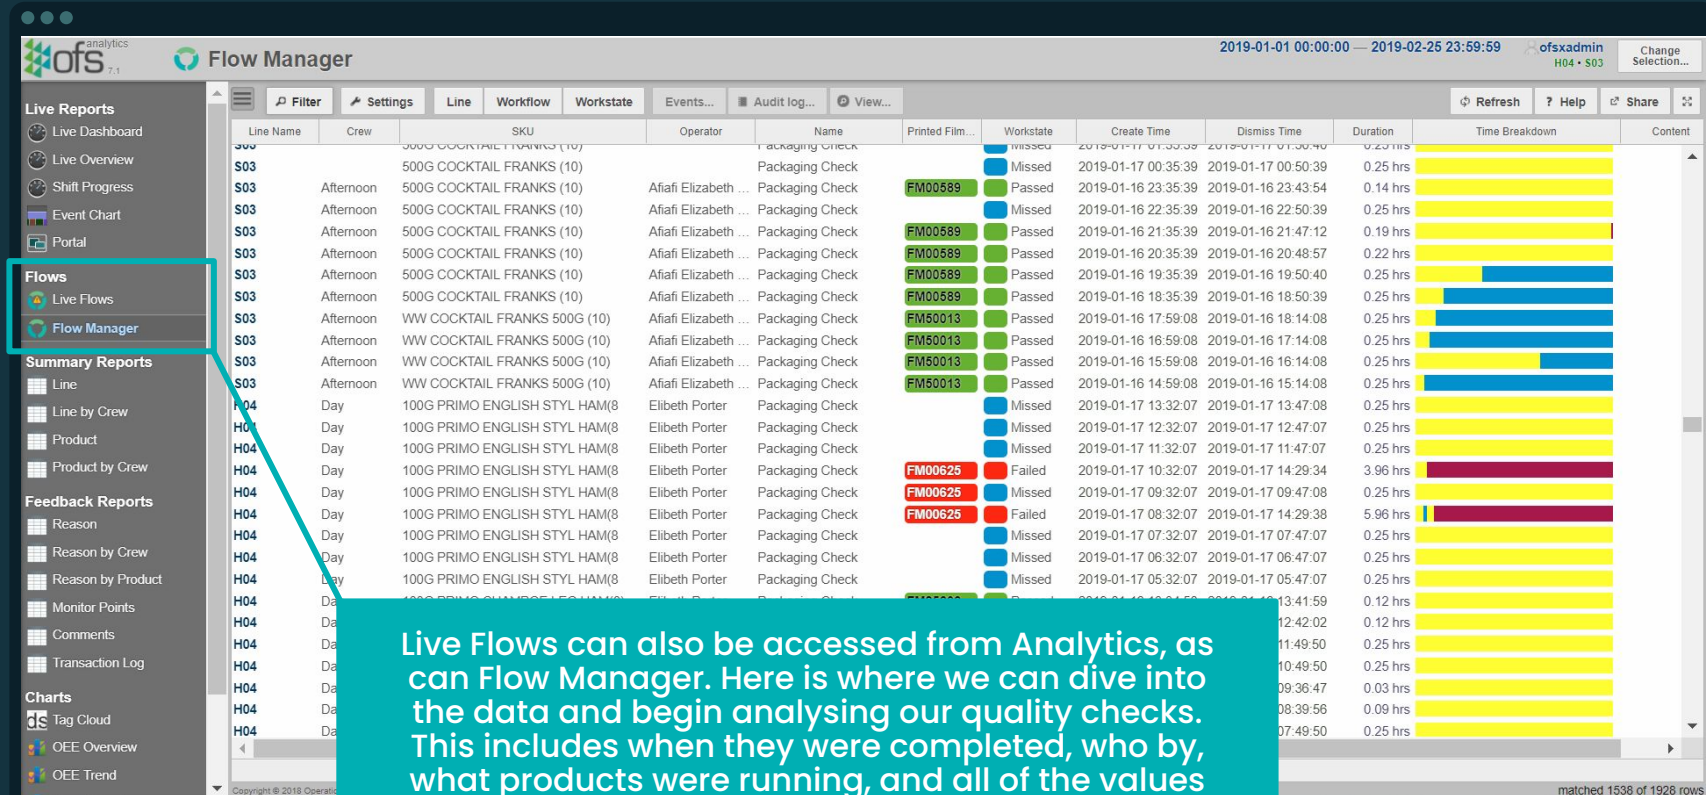 analytics
ofs 7.1
Flow Manager
2019-01-01 00:00:00 — 2019-02-25 23:59:59
ofsxadmin
H04 • S03
Change Selection...
Live Reports
Live Dashboard
Live Overview
Shift Progress
Event Chart
Portal
Flows
Live Flows
Flow Manager
Summary Reports
Line
Line by Crew
Product
Product by Crew
Feedback Reports
Reason
Reason by Crew
Reason by Product
Monitor Points
Comments
Transaction Log
Charts
ds Tag Cloud
OEE Overview
OEE Trend
Filter Settings Line Workflow Workstate Events... Audit log... View... Refresh ? Help Share
Line Name Crew SKU Operator Name Printed Film... Workstate Create Time Dismiss Time Duration Time Breakdown Content
S03 500G COCKTAIL FRANKS (10) Packaging Check Missed 2019-01-17 01:35:39 2019-01-17 01:50:40 0.25 hrs
S03 500G COCKTAIL FRANKS (10) Packaging Check Missed 2019-01-17 00:35:39 2019-01-17 00:50:39 0.25 hrs
S03 Afternoon 500G COCKTAIL FRANKS (10) Afiafi Elizabeth ... Packaging Check FM00589 Passed 2019-01-16 23:35:39 2019-01-16 23:43:54 0.14 hrs
S03 Afternoon 500G COCKTAIL FRANKS (10) Afiafi Elizabeth ... Packaging Check Missed 2019-01-16 22:35:39 2019-01-16 22:50:39 0.25 hrs
S03 Afternoon 500G COCKTAIL FRANKS (10) Afiafi Elizabeth ... Packaging Check FM00589 Passed 2019-01-16 21:35:39 2019-01-16 21:47:12 0.19 hrs
S03 Afternoon 500G COCKTAIL FRANKS (10) Afiafi Elizabeth ... Packaging Check FM00589 Passed 2019-01-16 20:35:39 2019-01-16 20:48:57 0.22 hrs
S03 Afternoon 500G COCKTAIL FRANKS (10) Afiafi Elizabeth ... Packaging Check FM00589 Passed 2019-01-16 19:35:39 2019-01-16 19:50:40 0.25 hrs
S03 Afternoon 500G COCKTAIL FRANKS (10) Afiafi Elizabeth ... Packaging Check FM00589 Passed 2019-01-16 18:35:39 2019-01-16 18:50:39 0.25 hrs
S03 Afternoon WW COCKTAIL FRANKS 500G (10) Afiafi Elizabeth ... Packaging Check FM50013 Passed 2019-01-16 17:59:08 2019-01-16 18:14:08 0.25 hrs
S03 Afternoon WW COCKTAIL FRANKS 500G (10) Afiafi Elizabeth ... Packaging Check FM50013 Passed 2019-01-16 16:59:08 2019-01-16 17:14:08 0.25 hrs
S03 Afternoon WW COCKTAIL FRANKS 500G (10) Afiafi Elizabeth ... Packaging Check FM50013 Passed 2019-01-16 15:59:08 2019-01-16 16:14:08 0.25 hrs
S03 Afternoon WW COCKTAIL FRANKS 500G (10) Afiafi Elizabeth ... Packaging Check FM50013 Passed 2019-01-16 14:59:08 2019-01-16 15:14:08 0.25 hrs
H04 Day 100G PRIMO ENGLISH STYL HAM(8 Elibeth Porter Packaging Check Missed 2019-01-17 13:32:07 2019-01-17 13:47:08 0.25 hrs
H04 Day 100G PRIMO ENGLISH STYL HAM(8 Elibeth Porter Packaging Check Missed 2019-01-17 12:32:07 2019-01-17 12:47:07 0.25 hrs
H04 Day 100G PRIMO ENGLISH STYL HAM(8 Elibeth Porter Packaging Check Missed 2019-01-17 11:32:07 2019-01-17 11:47:07 0.25 hrs
H04 Day 100G PRIMO ENGLISH STYL HAM(8 Elibeth Porter Packaging Check FM00625 Failed 2019-01-17 10:32:07 2019-01-17 14:29:34 3.96 hrs
H04 Day 100G PRIMO ENGLISH STYL HAM(8 Elibeth Porter Packaging Check FM00625 Missed 2019-01-17 09:32:07 2019-01-17 09:47:08 0.25 hrs
H04 Day 100G PRIMO ENGLISH STYL HAM(8 Elibeth Porter Packaging Check FM00625 Failed 2019-01-17 08:32:07 2019-01-17 14:29:38 5.96 hrs
H04 Day 100G PRIMO ENGLISH STYL HAM(8 Elibeth Porter Packaging Check Missed 2019-01-17 07:32:07 2019-01-17 07:47:07 0.25 hrs
H04 Day 100G PRIMO ENGLISH STYL HAM(8 Elibeth Porter Packaging Check Missed 2019-01-17 06:32:07 2019-01-17 06:47:07 0.25 hrs
H04 Day 100G PRIMO ENGLISH STYL HAM(8 Elibeth Porter Packaging Check Missed 2019-01-17 05:32:07 2019-01-17 05:47:07 0.25 hrs
H04 Da 13:41:59 0.12 hrs
H04 Da 12:42:02 0.12 hrs
H04 Da 11:49:50 0.25 hrs
H04 Da 10:49:50 0.25 hrs
H04 Da 09:36:47 0.03 hrs
H04 Da 08:39:56 0.09 hrs
H04 Da 07:49:50 0.25 hrs
Live Flows can also be accessed from Analytics, as
can Flow Manager. Here is where we can dive into
the data and begin analysing our quality checks.
This includes when they were completed, who by,
what products were running, and all of the values
Copyright © 2018 Operatio
matched 1538 of 1928 rows